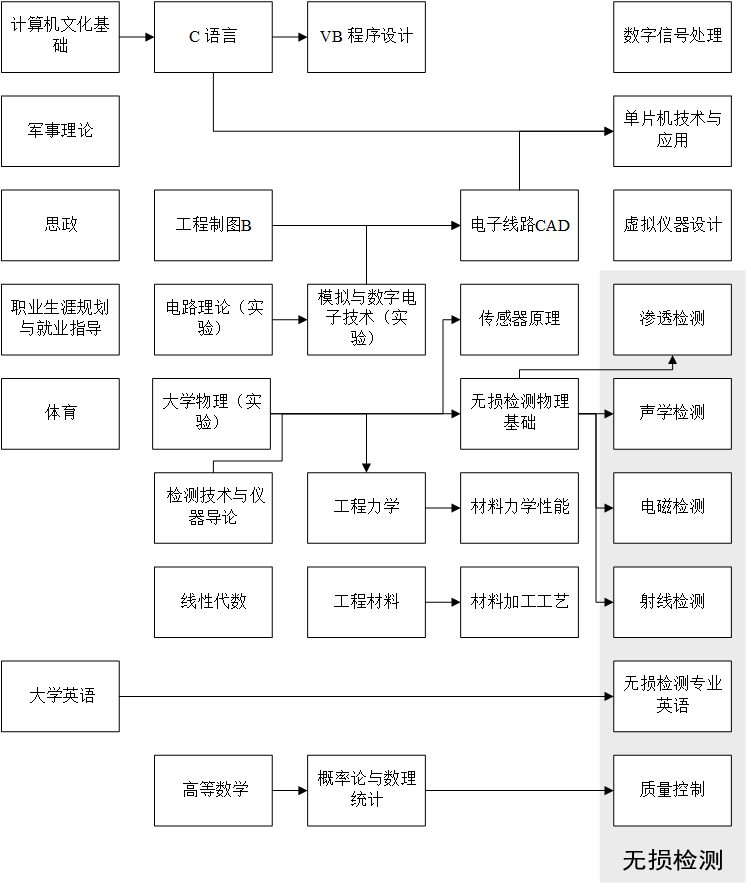 计算机文化基
础
C 语言
VB 程序设计
数字信号处理
军事理论
单片机技术与
应用
思政
工程制图B
电子线路CAD
虚拟仪器设计
职业生涯规划
与就业指导
电路理论（实
验）
模拟与数字电
子技术（实
验）
传感器原理
渗透检测
体育
大学物理（实
验）
无损检测物理
基础
声学检测
检测技术与仪
器导论
工程力学
材料力学性能
电磁检测
线性代数
工程材料
材料加工工艺
射线检测
大学英语
无损检测专业
英语
高等数学
概率论与数理
统计
质量控制
无损检测